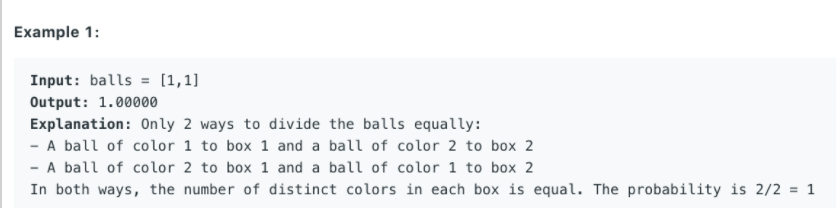 Example 1:
Input: balls = [1,1]
Output: 1.00000
Explanation: Only 2 ways to divide the balls equally:
- A ball of color 1 to box 1 and a ball of color 2 to box 2
- A ball of color 2 to box 1 and a ball of color 1 to box 2
In both ways, the number of distinct colors in each box is equal. The probability is 2/2 = 1